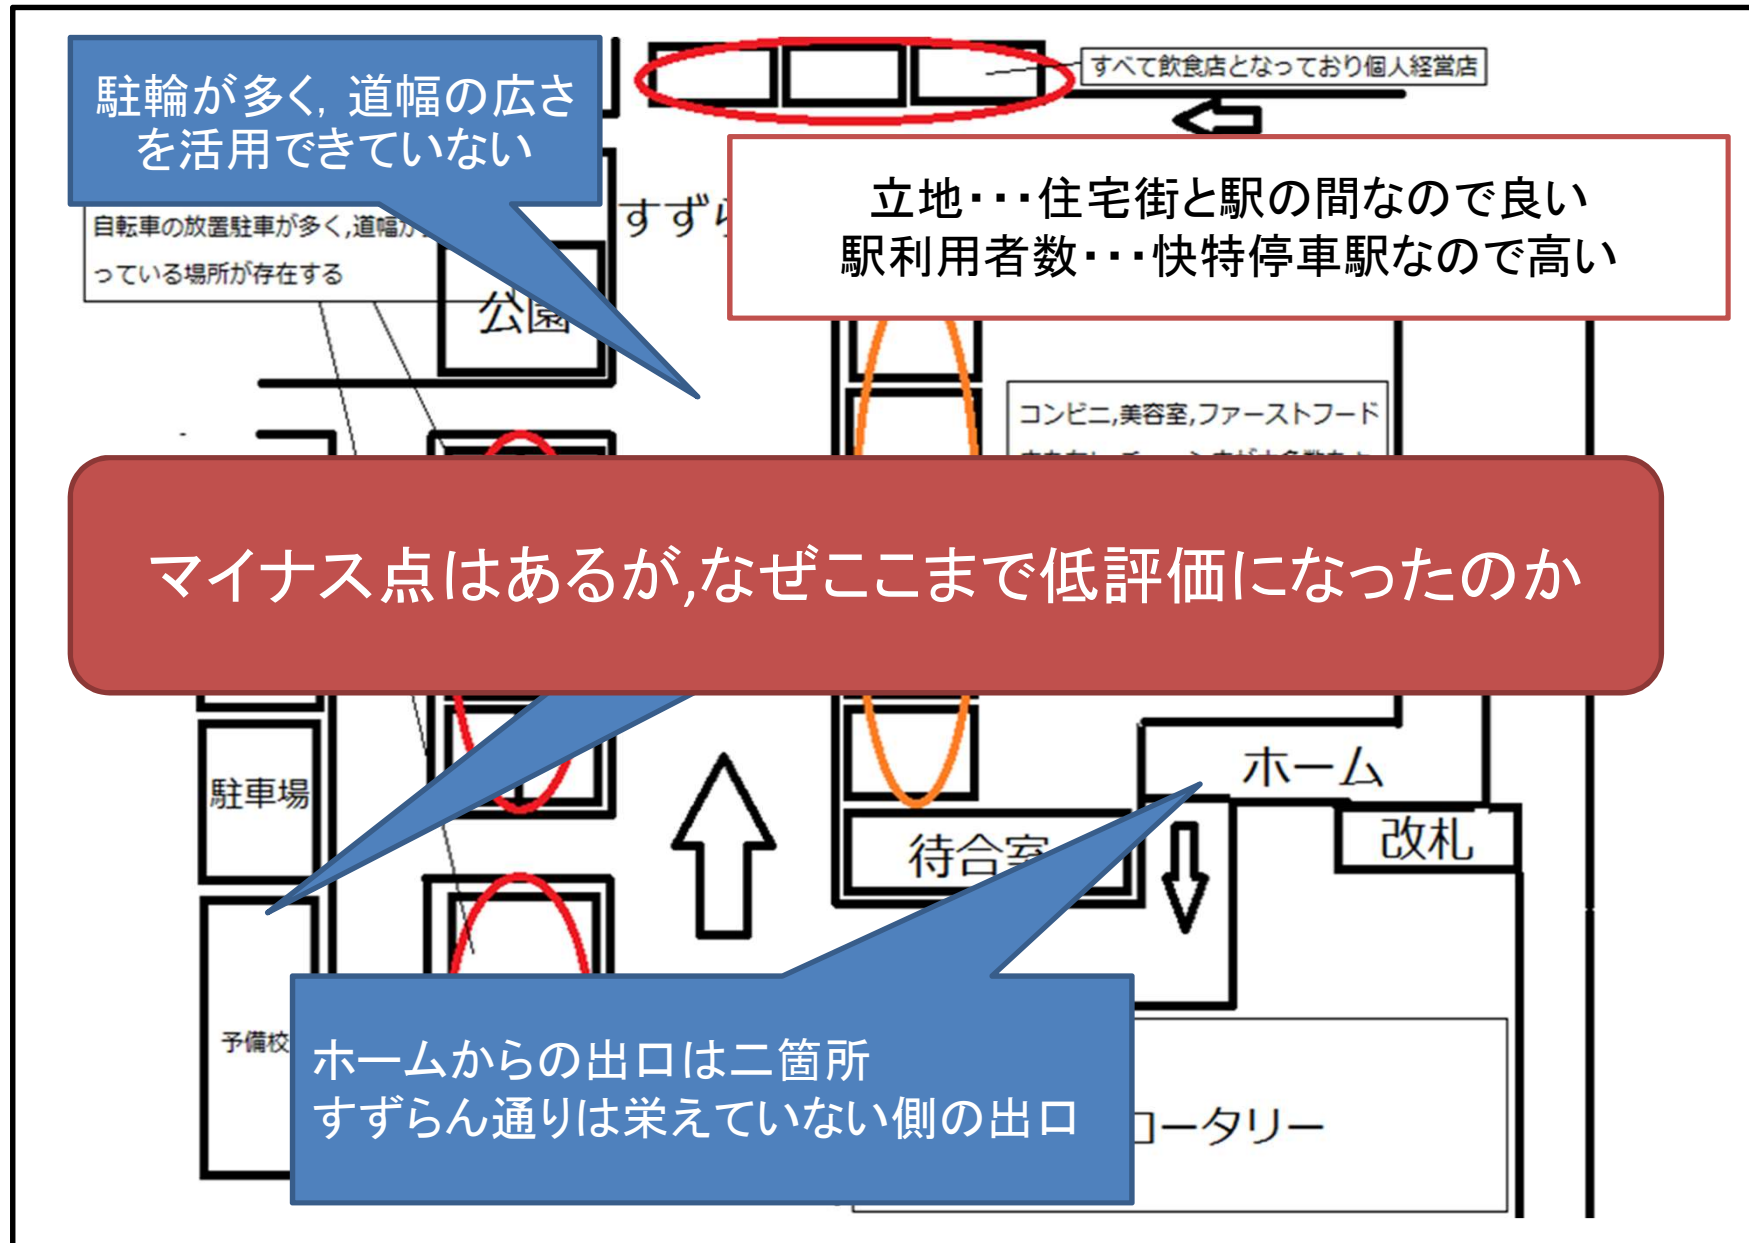 駐輪が多く, 道幅の広さ
を活用できていない
すべて飲食店となっており個人経営店
立地・・・住宅街と駅の間なので良い
駅利用者数・・・快特停車駅なので高い
自転車の放置駐車が多く,道幅が
っている場所が存在する
すずら
公園
コンビニ,美容室,ファーストフード
マイナス点はあるが,なぜここまで低評価になったのか
駐車場
ホーム
待合室
改札
予備校
ホームからの出口は二箇所
すずらん通りは栄えていない側の出口
ータリー